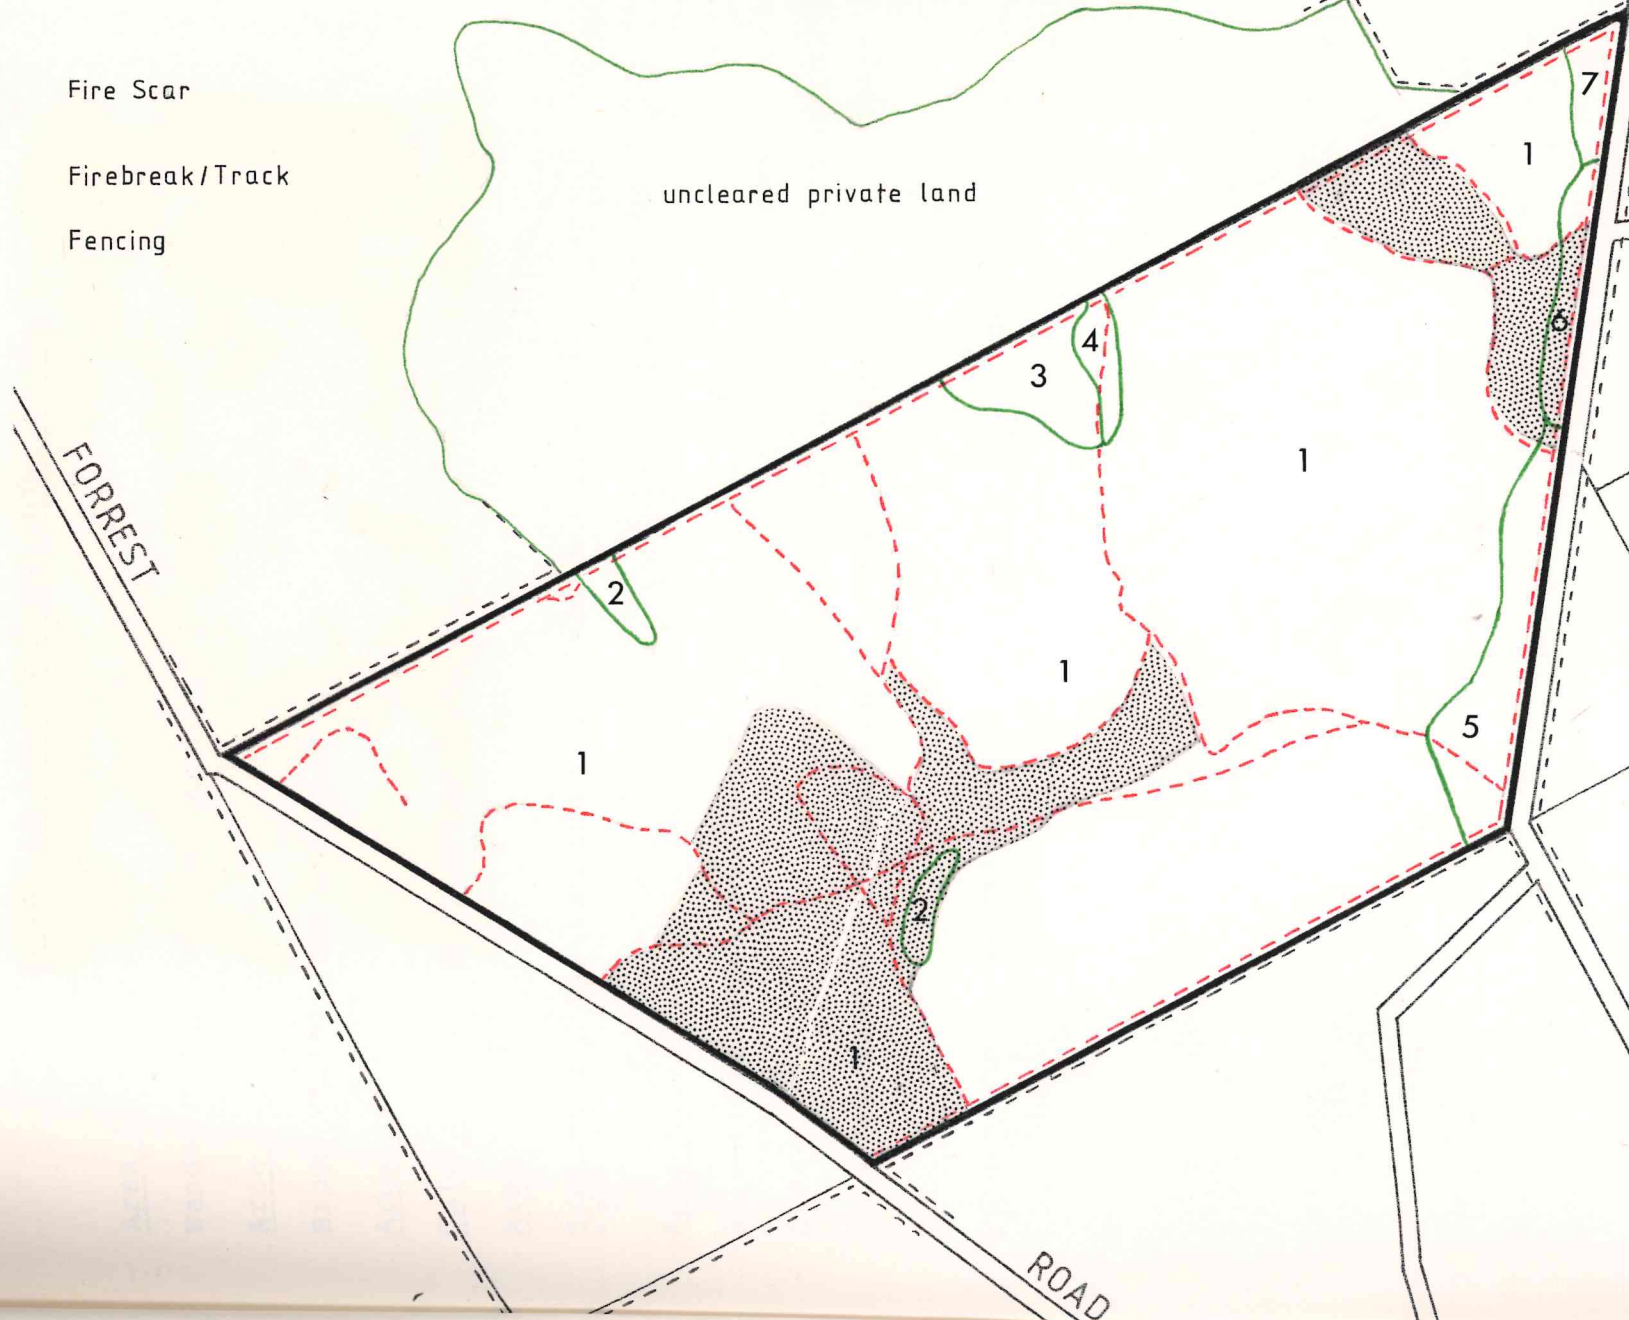 Fire Scar
Firebreak/Track
Fencing
uncleared private land
7
1
6
4
3
1
FORREST
2
1
5
1
2
1
ROAD